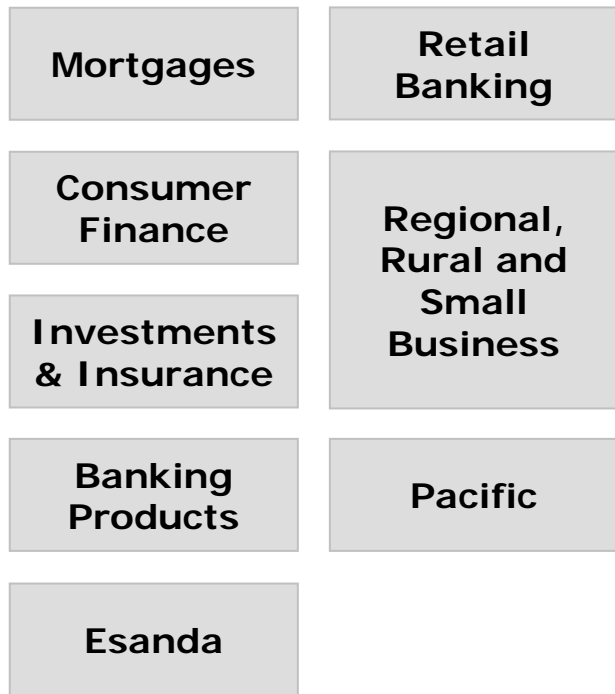 Mortgages
Retail
Banking
Consumer
Finance
Regional,
Rural and
Small
Business
Investments
& Insurance
Banking
Products
Pacific
Esanda